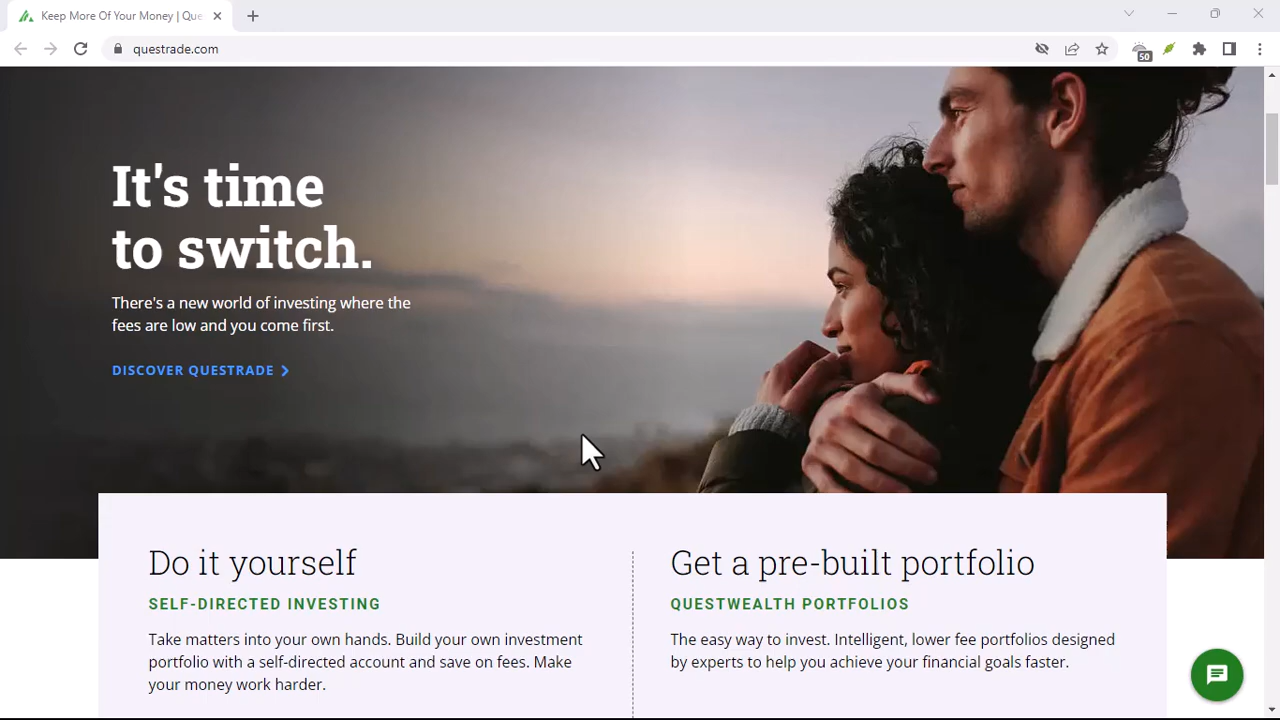 Keep More Of Your Money | Que
questrade.com
50
It's time
to switch.
There's a new world of investing where the
fees are low and you come first.
DISCOVER QUESTRADE
Do it yourself
SELF-DIRECTED INVESTING
Take matters into your own hands. Build your own investment
portfolio with a self-directed account and save on fees. Make
your money work harder.
Get a pre-built portfolio
QUESTWEALTH PORTFOLIOS
The easy way to invest. Intelligent, lower fee portfolios designed
by experts to help you achieve your financial goals faster.